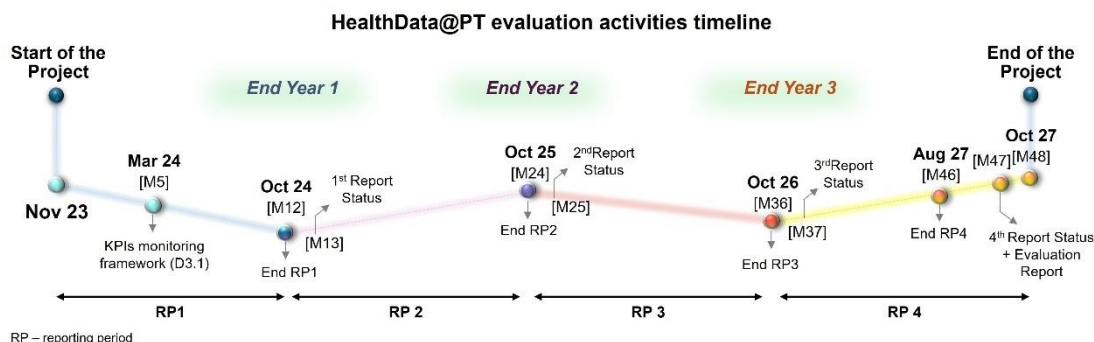 HealthData@PT evaluation activities timeline
Start of the
Project
End Year 1
End Year 2
End Year 3
End of the
Project
Nov 23
Mar 24
[M5]
KPIs monitoring
framework (D3.1)
Oct 24
[M12]
End RP1
1st Report
Status
[M13]
Oct 25
[M24]
End RP2
2nd Report
Status
[M25]
Oct 26
[M36]
End RP3
3rd Report
Status
[M37]
Aug 27
[M46]
End RP4
[M47]
4th Report Status
+ Evaluation
Report
Oct 27
[M48]
RP1
RP 2
RP 3
RP 4
RP – reporting period